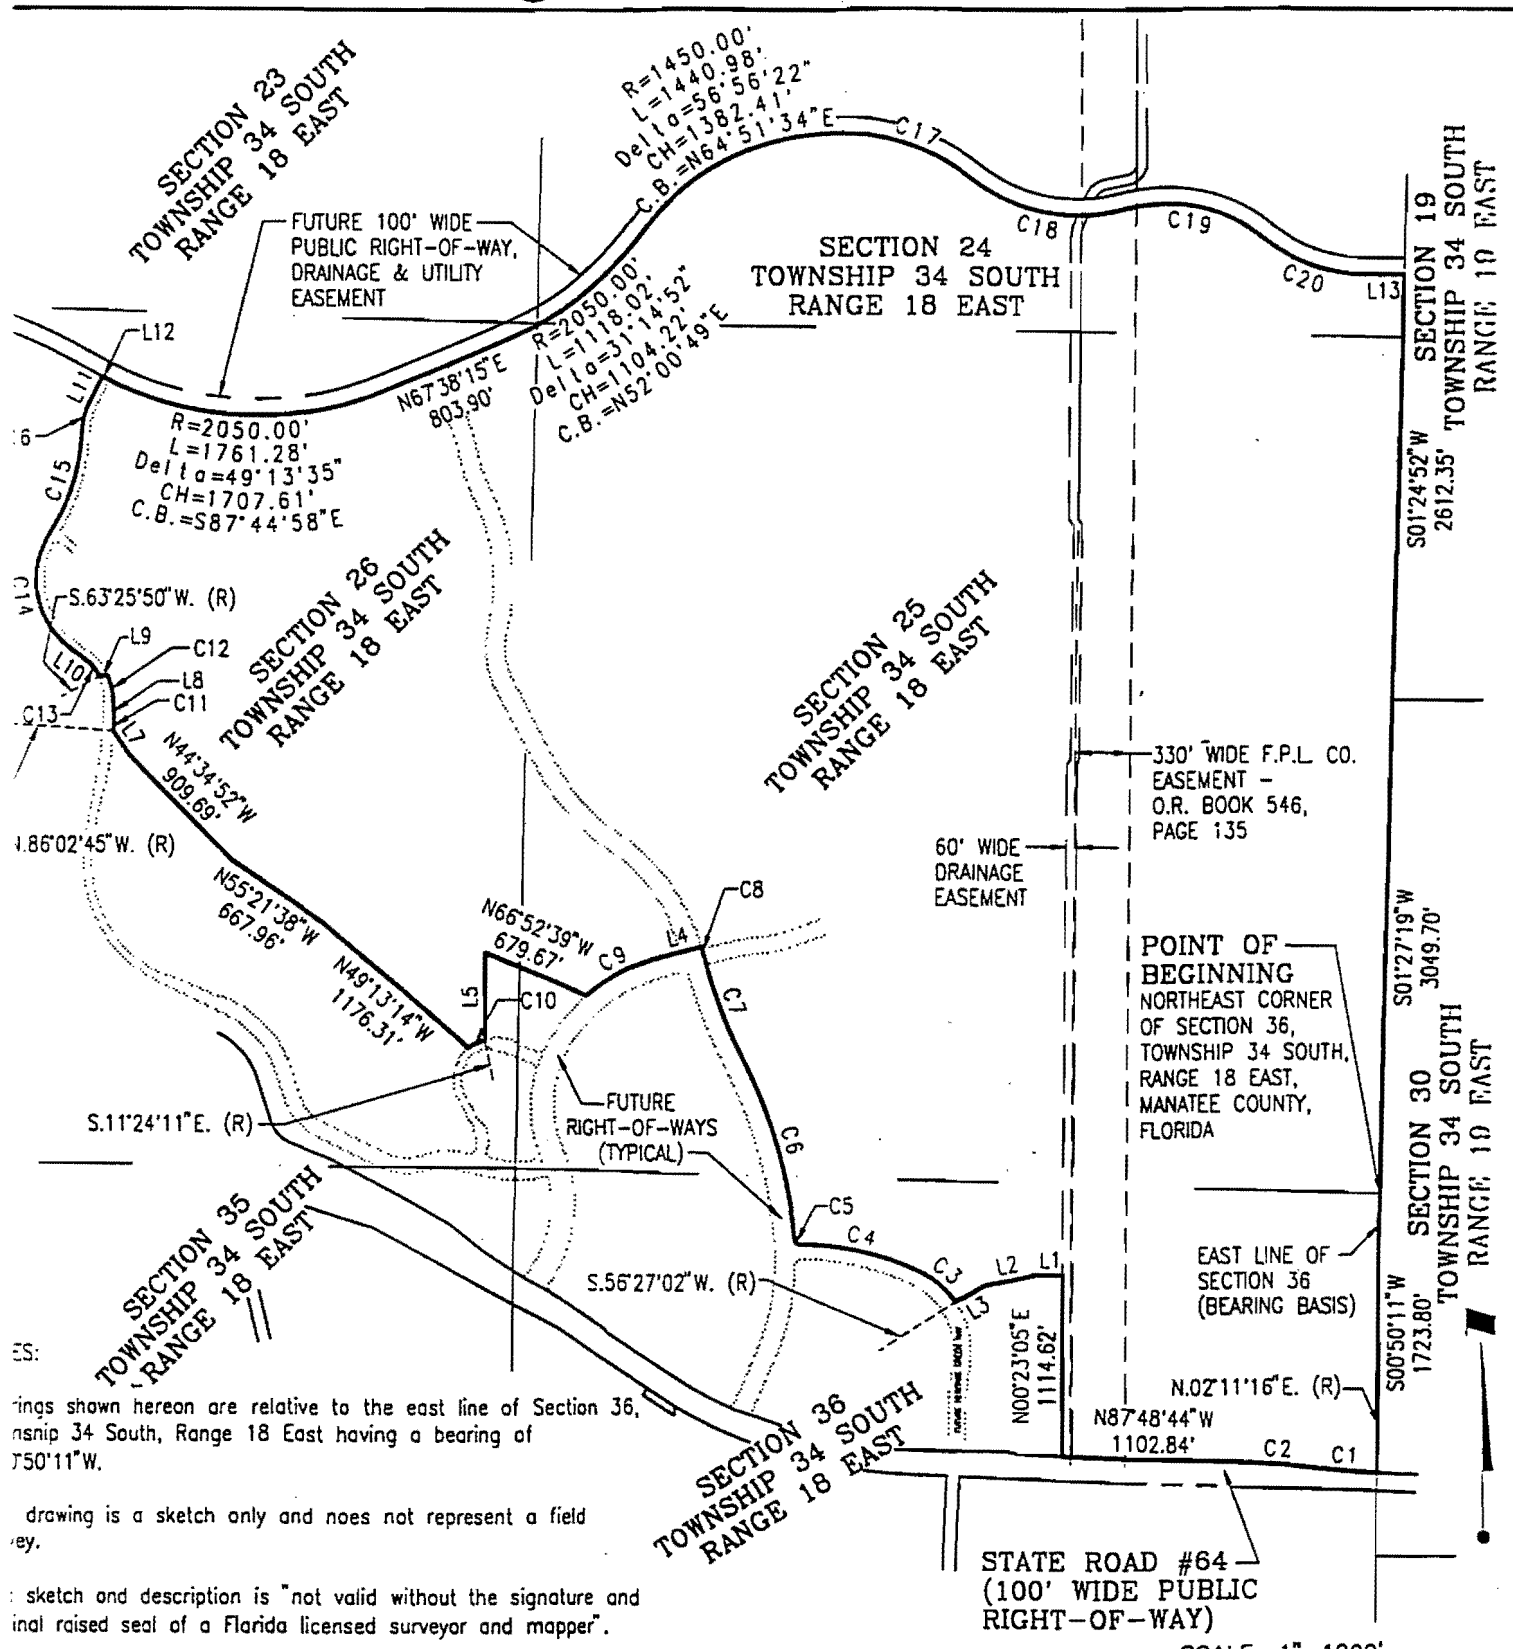 SECTION 23
TOWNSHIP 34 SOUTH
RANGE 18 EAST
R=1450.00'
L=1440.98'
Delta=56°56'22"
CH=1382.41'
C.B.=N64°51'34"E
C17
C18
C19
C20
L13
SECTION 19
TOWNSHIP 34 SOUTH
RANGE 19 EAST
FUTURE 100' WIDE
PUBLIC RIGHT-OF-WAY,
DRAINAGE & UTILITY
EASEMENT
SECTION 24
TOWNSHIP 34 SOUTH
RANGE 18 EAST
L12
L11
N67°38'15"E
803.90'
R=2050.00'
L=1118.02'
Delta=31°14'52"
CH=1104.22'
C.B.=N52°00'49"E
R=2050.00'
L=1761.28'
Delta=49°13'35"
CH=1707.61'
C.B.=S87°44'58"E
C15
C14
S01°24'52"W
2612.35'
S.63°25'50"W. (R)
L9
C12
L10
L8
C11
C13
L7
SECTION 26
TOWNSHIP 34 SOUTH
RANGE 18 EAST
SECTION 25
TOWNSHIP 34 SOUTH
RANGE 18 EAST
N44°34'52"W
909.69'
.86°02'45"W. (R)
N55°21'38"W
667.96'
N49°13'14"W
1176.31'
N66°52'39"W
679.67'
C9
L4
C8
L5
C10
C7
330' WIDE F.P.L. CO.
EASEMENT -
O.R. BOOK 546,
PAGE 135
60' WIDE
DRAINAGE
EASEMENT
S01°27'19"W
3049.70'
POINT OF
BEGINNING
NORTHEAST CORNER
OF SECTION 36,
TOWNSHIP 34 SOUTH,
RANGE 18 EAST,
MANATEE COUNTY,
FLORIDA
SECTION 30
TOWNSHIP 34 SOUTH
RANGE 19 EAST
S.11°24'11"E. (R)
FUTURE
RIGHT-OF-WAYS
(TYPICAL)
C6
C5
C4
C3
L2
L1
L3
SECTION 35
TOWNSHIP 34 SOUTH
RANGE 18 EAST
S.56°27'02"W. (R)
EAST LINE OF
SECTION 36
(BEARING BASIS)
S00°50'11"W
1723.80'
N00°23'05"E
1114.62'
N.02°11'16"E. (R)
N87°48'44"W
1102.84'
C2
C1
SECTION 36
TOWNSHIP 34 SOUTH
RANGE 18 EAST
STATE ROAD #64
(100' WIDE PUBLIC
RIGHT-OF-WAY)
ES:
rings shown hereon are relative to the east line of Section 36,
nship 34 South, Range 18 East having a bearing of
°50'11"W.
drawing is a sketch only and noes not represent a field
ey.
sketch and description is "not valid without the signature and
inal raised seal of a Florida licensed surveyor and mapper".